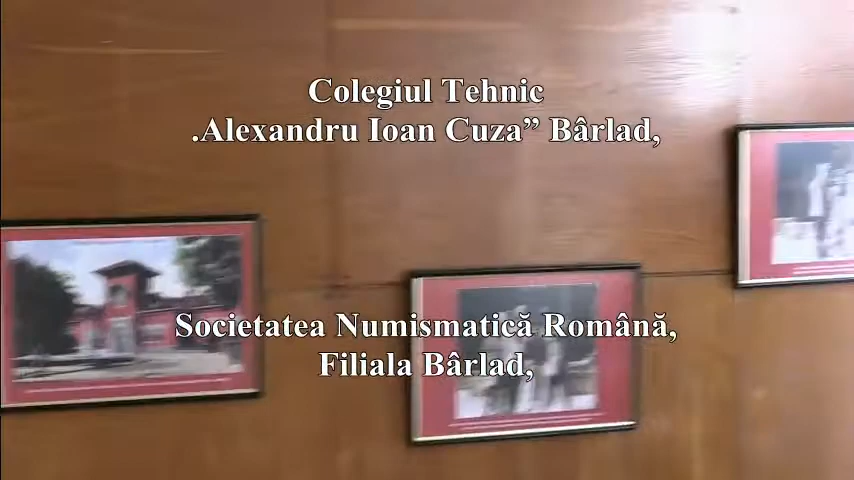 Colegiul Tehnic
.Alexandru Ioan Cuza” Bârlad,
Societatea Numismatică Română,
Filiala Bârlad,